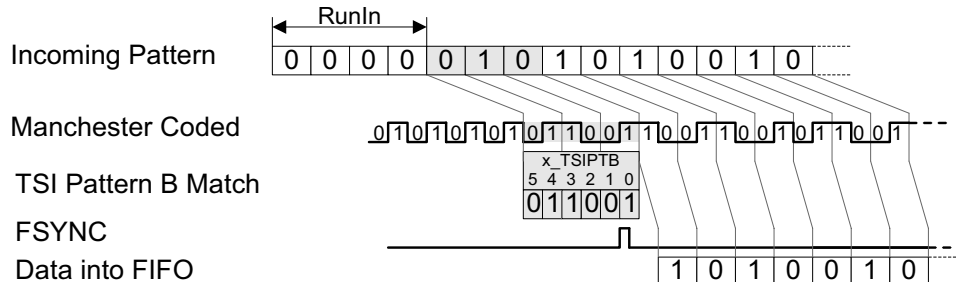 RunIn
Incoming Pattern 0 0 0 0 0 1 0 1 0 1 0 0 1 0
Manchester Coded 0 1 0 1 0 1 0 1 0 1 1 0 0 1 1 0 0 1 1 0 0 1 0 1 1 0 0 1
x_TSIPTB
TSI Pattern B Match 5 4 3 2 1 0
0 1 1 0 0 1
FSYNC
Data into FIFO 1 0 1 0 0 1 0